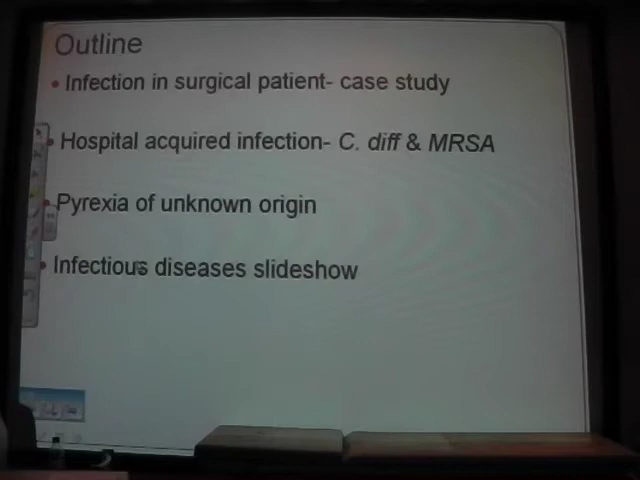 Outline
• Infection in surgical patient- case study
• Hospital acquired infection- C. diff & MRSA
• Pyrexia of unknown origin
• Infectious diseases slideshow